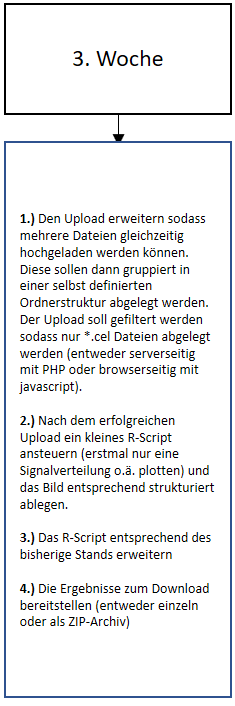 3. Woche
1.) Den Upload erweitern sodass
mehrere Dateien gleichzeitig
hochgeladen werden können.
Diese sollen dann gruppiert in
einer selbst definierten
Ordnerstruktur abgelegt werden.
Der Upload soll gefiltert werden
sodass nur *.cel Dateien abgelegt
werden (entweder serverseitig
mit PHP oder browserseitig mit
javascript).
2.) Nach dem erfolgreichen
Upload ein kleines R-Script
ansteuern (erstmal nur eine
Signalverteilung o.ä. plotten) und
das Bild entsprechend strukturiert
ablegen.
3.) Das R-Script entsprechend des
bisherige Stands erweitern
4.) Die Ergebnisse zum Download
bereitstellen (entweder einzeln
oder als ZIP-Archiv)